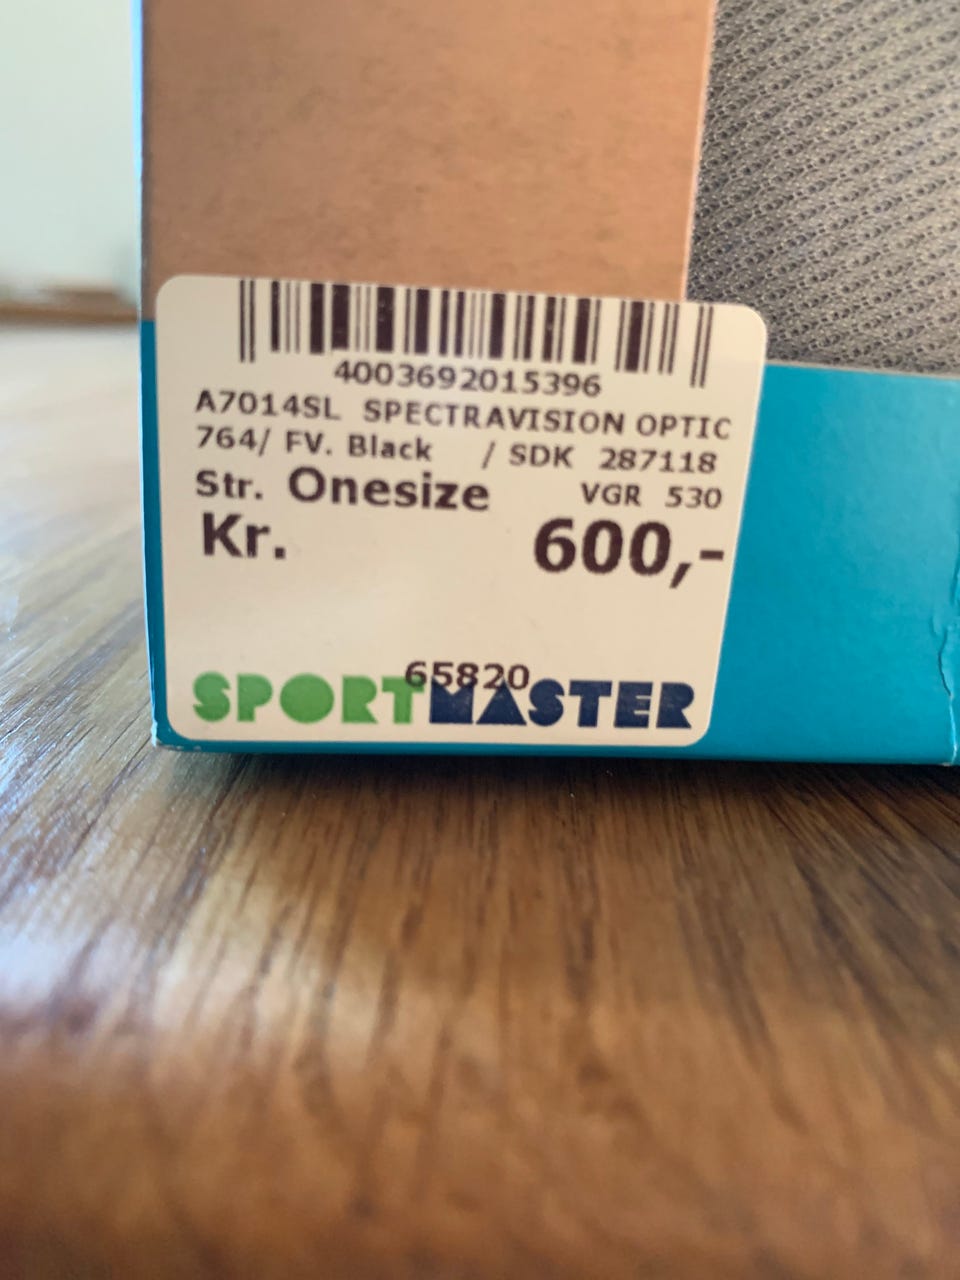 4003692015396
A7014SL SPECTRAVISION OPTIC
764/ FV. Black / SDK 287118
Str. Onesize VGR 530
Kr. 600,-
65820
SPORTMASTER